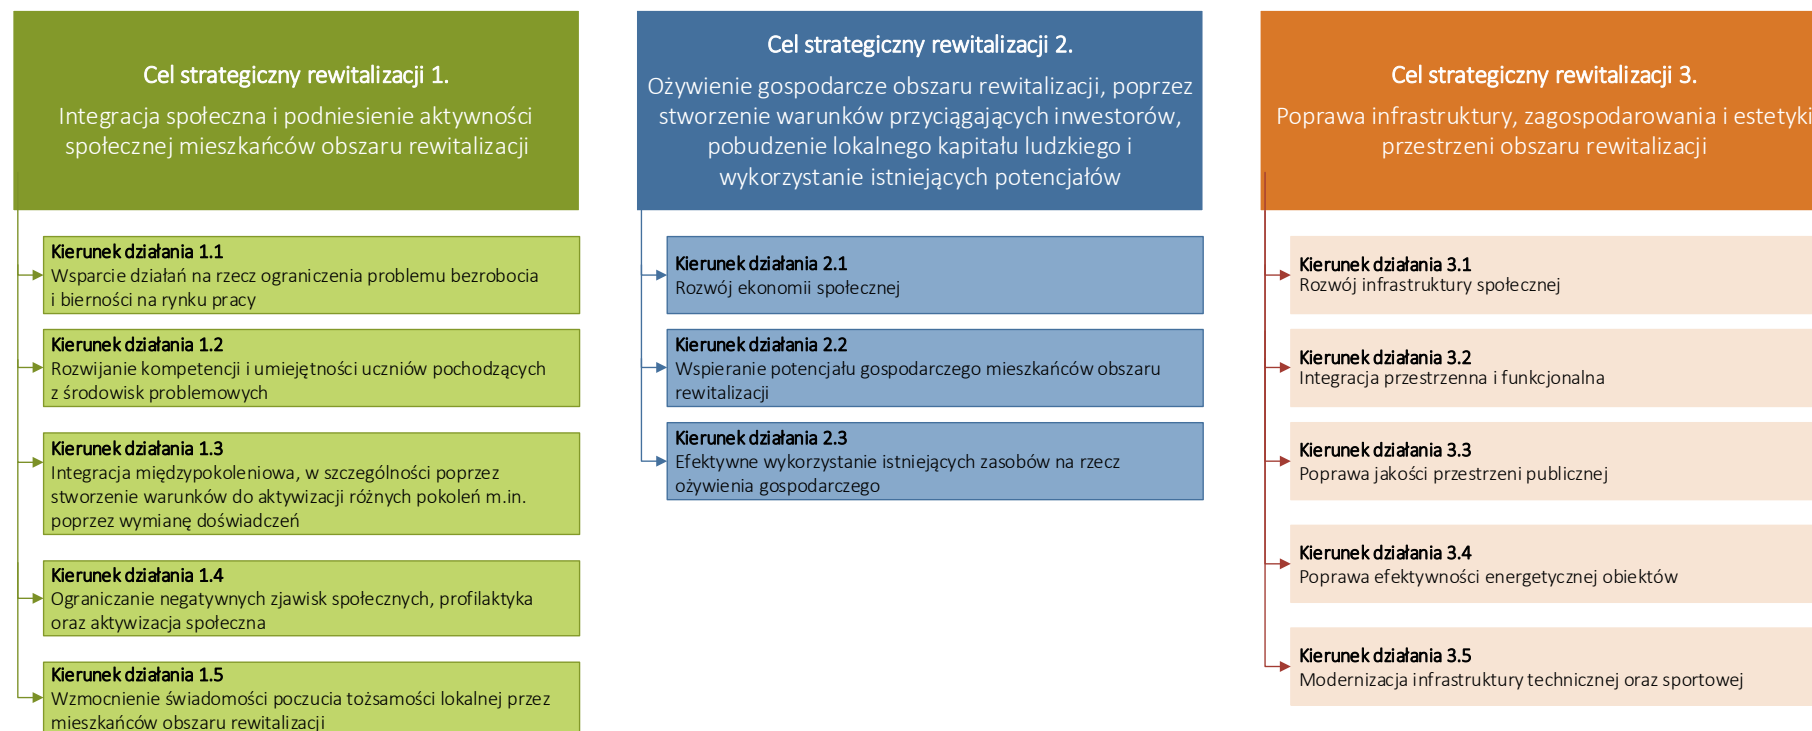 Cel strategiczny rewitalizacji 1.
Integracja społeczna i podniesienie aktywności
społecznej mieszkańców obszaru rewitalizacji
Kierunek działania 1.1
Wsparcie działań na rzecz ograniczenia problemu bezrobocia
i bierności na rynku pracy
Kierunek działania 1.2
Rozwijanie kompetencji i umiejętności uczniów pochodzących
z środowisk problemowych
Kierunek działania 1.3
Integracja międzypokoleniowa, w szczególności poprzez
stworzenie warunków do aktywizacji różnych pokoleń m.in.
poprzez wymianę doświadczeń
Kierunek działania 1.4
Ograniczanie negatywnych zjawisk społecznych, profilaktyka
oraz aktywizacja społeczna
Kierunek działania 1.5
Wzmocnienie świadomości poczucia tożsamości lokalnej przez
mieszkańców obszaru rewitalizacji
Cel strategiczny rewitalizacji 2.
Ożywienie gospodarcze obszaru rewitalizacji, poprzez
stworzenie warunków przyciągających inwestorów,
pobudzenie lokalnego kapitału ludzkiego i
wykorzystanie istniejących potencjałów
Kierunek działania 2.1
Rozwój ekonomii społecznej
Kierunek działania 2.2
Wspieranie potencjału gospodarczego mieszkańców obszaru
rewitalizacji
Kierunek działania 2.3
Efektywne wykorzystanie istniejących zasobów na rzecz
ożywienia gospodarczego
Cel strategiczny rewitalizacji 3.
Poprawa infrastruktury, zagospodarowania i estetyki
przestrzeni obszaru rewitalizacji
Kierunek działania 3.1
Rozwój infrastruktury społecznej
Kierunek działania 3.2
Integracja przestrzenna i funkcjonalna
Kierunek działania 3.3
Poprawa jakości przestrzeni publicznej
Kierunek działania 3.4
Poprawa efektywności energetycznej obiektów
Kierunek działania 3.5
Modernizacja infrastruktury technicznej oraz sportowej